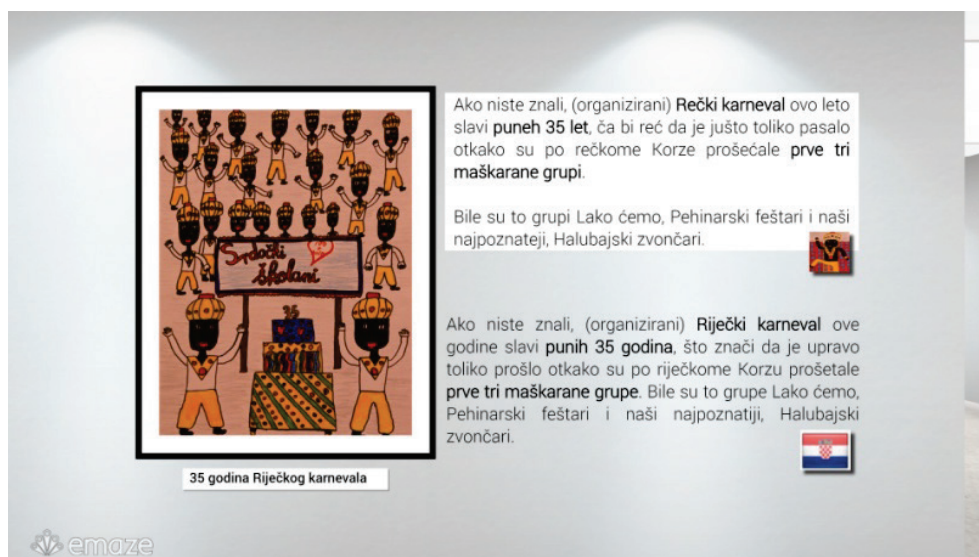 Srdočki
školani
35
35 godina Riječkog karnevala
Ako niste znali, (organizirani) Rečki karneval ovo leto
slavi puneh 35 let, ča bi reć da je jušto toliko pasalo
otkako su po rečkome Korze prošećale prve tri
maškarane grupi.
Bile su to grupi Lako ćemo, Pehinarski feštari i naši
najpoznateji, Halubajski zvončari.
Ako niste znali, (organizirani) Riječki karneval ove
godine slavi punih 35 godina, što znači da je upravo
toliko prošlo otkako su po riječkome Korzu prošetale
prve tri maškarane grupe. Bile su to grupe Lako ćemo,
Pehinarski feštari i naši najpoznatiji, Halubajski
zvončari.
emaze